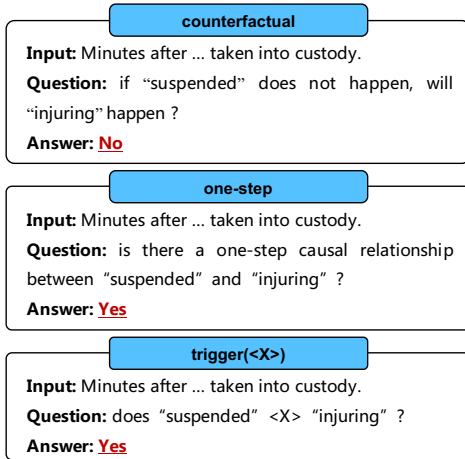 counterfactual
Input: Minutes after ... taken into custody.
Question: if “suspended” does not happen, will
“injuring” happen ?
Answer: No
one-step
Input: Minutes after ... taken into custody.
Question: is there a one-step causal relationship
between “suspended” and “injuring” ?
Answer: Yes
trigger(<X>)
Input: Minutes after ... taken into custody.
Question: does “suspended” <X> “injuring” ?
Answer: Yes